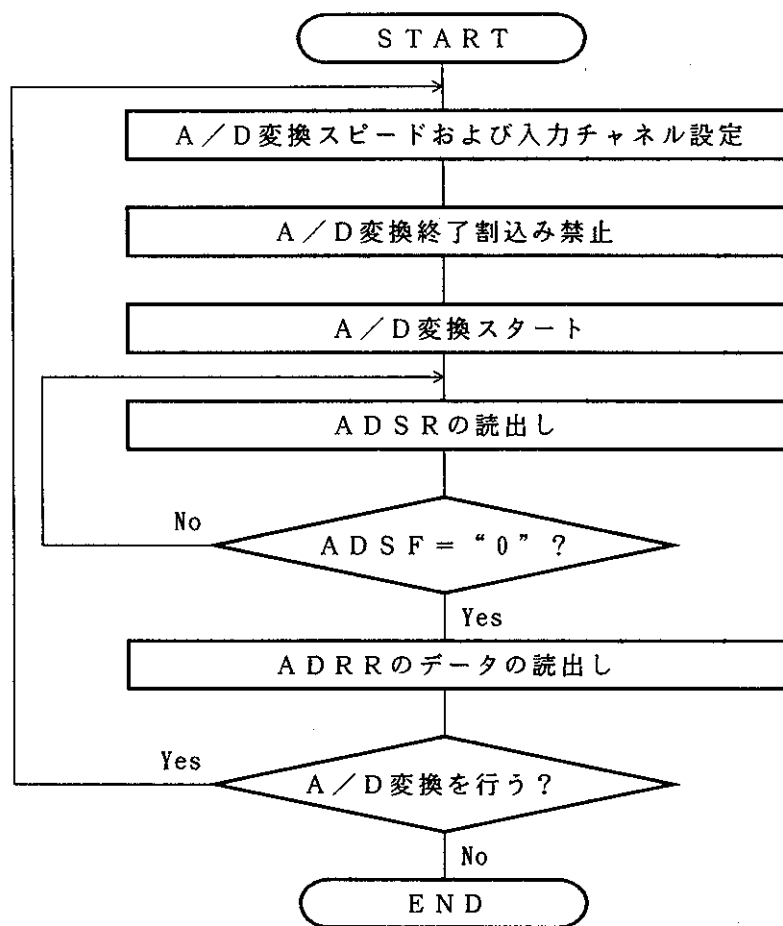 START
A/D変換スピードおよび入力チャネル設定
A/D変換終了割込み禁止
A/D変換スタート
ADSRの読出し
No
ADSF=“0”?
Yes
ADRRのデータの読出し
Yes
A/D変換を行う?
No
END